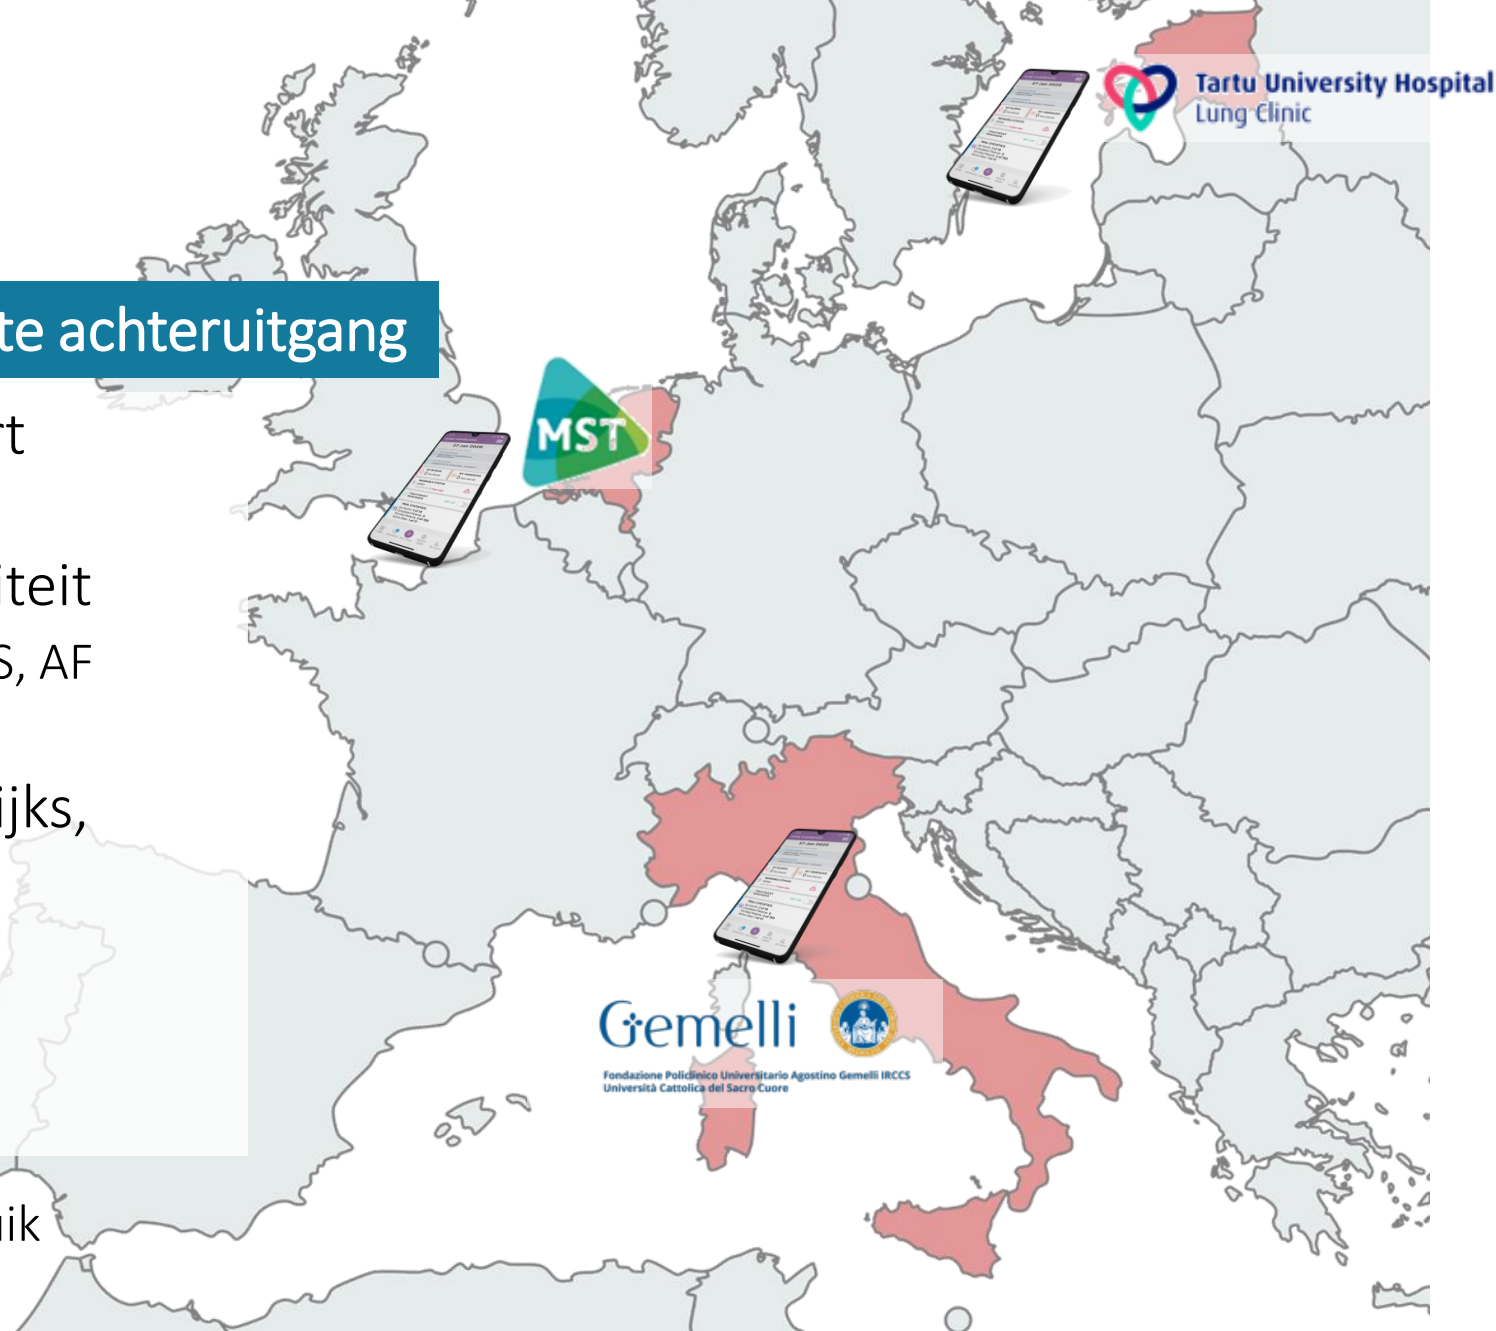 Tartu University Hospital
Lung Clinic
te achteruitgang
MST
rt
iteit
S, AF
ijks,
Gemelli
Fondazione Policlinico Universitario Agostino Gemelli IRCCS
Università Cattolica del Sacro Cuore
uik